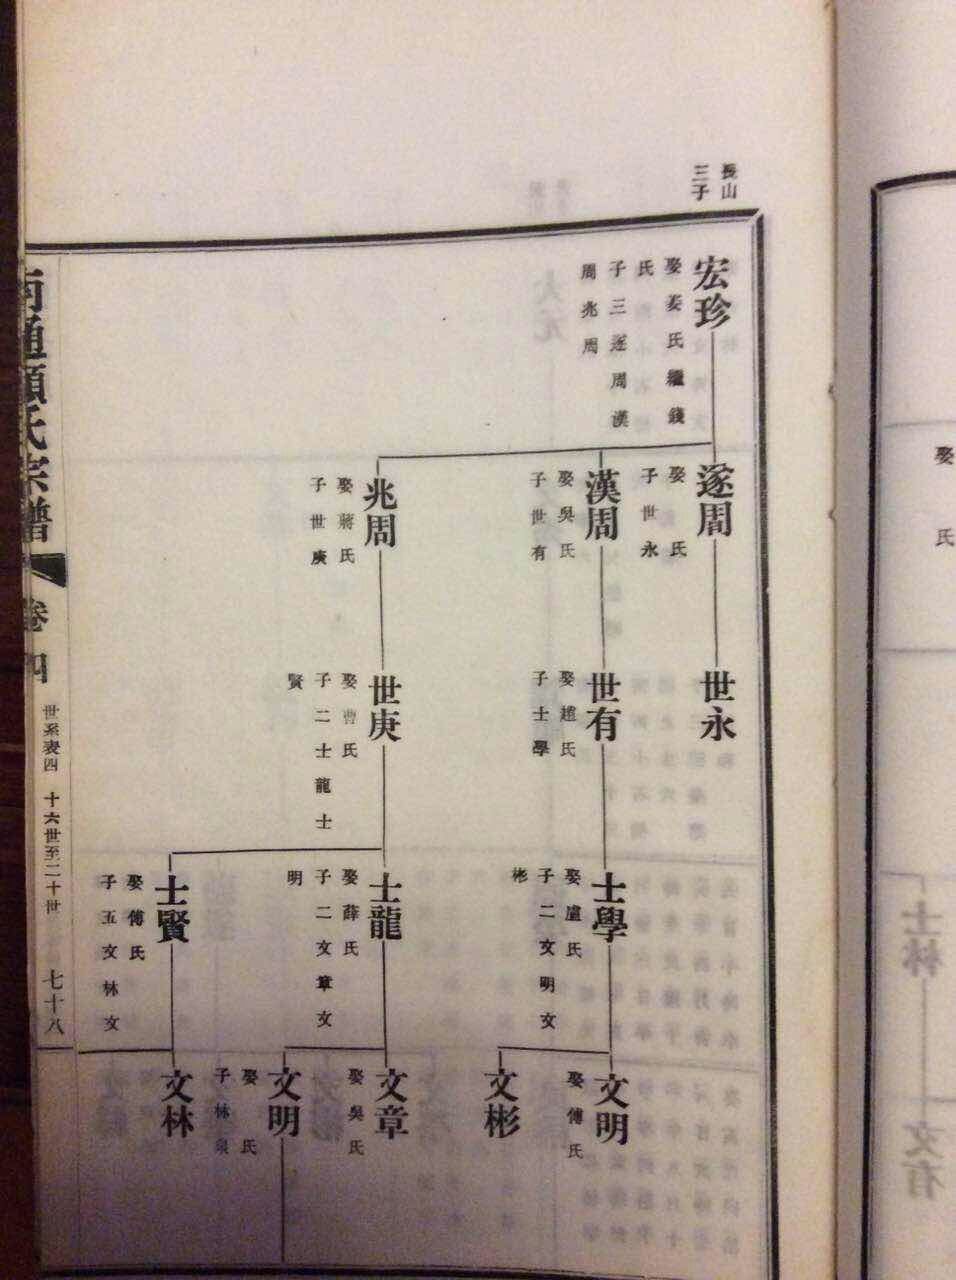 長山
三子
宏珍
娶姜氏繼錢
氏
子三遂周漢
周兆周
遂周
娶 氏
子世永
漢周
娶吳氏
子世有
兆周
娶蔣氏
子世庚
世永
世有
娶趙氏
子士學
世庚
娶曹氏
子二士龍士
賢
士學
娶盧氏
子二文明文
彬
士龍
娶薛氏
子二文章文
明
士賢
娶傅氏
子五文林文
文明
娶傅氏
文彬
文章
娶吳氏
文明
娶 氏
子林泉
文林
南通顧氏宗譜
卷四
世系表四 十六世至二十世
七十八
娶 氏
士林
文有